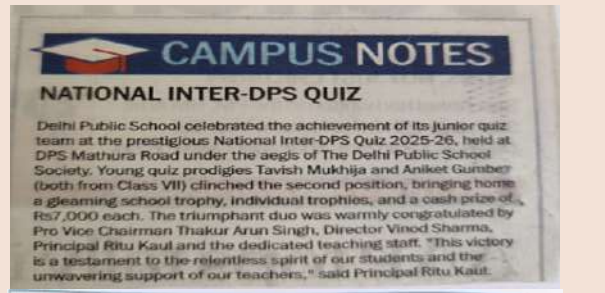 CAMPUS NOTES
NATIONAL INTER-DPS QUIZ
Delhi Public School celebrated the achievement of its junior quiz
team at the prestigious National Inter-DPS Quiz 2025-26, held at
DPS Mathura Road under the aegis of The Delhi Public School
Society. Young quiz prodigies Tavish Mukhija and Aniket Gumber
(both from Class VII) clinched the second position, bringing home
a gleaming school trophy, individual trophies, and a cash prize of
Rs7,000 each. The triumphant duo was warmly congratulated by
Pro Vice Chairman Thakur Arun Singh, Director Vinod Sharma,
Principal Ritu Kaul and the dedicated teaching staff. "This victory
is a testament to the relentless spirit of our students and the
unwavering support of our teachers," said Principal Ritu Kaul.